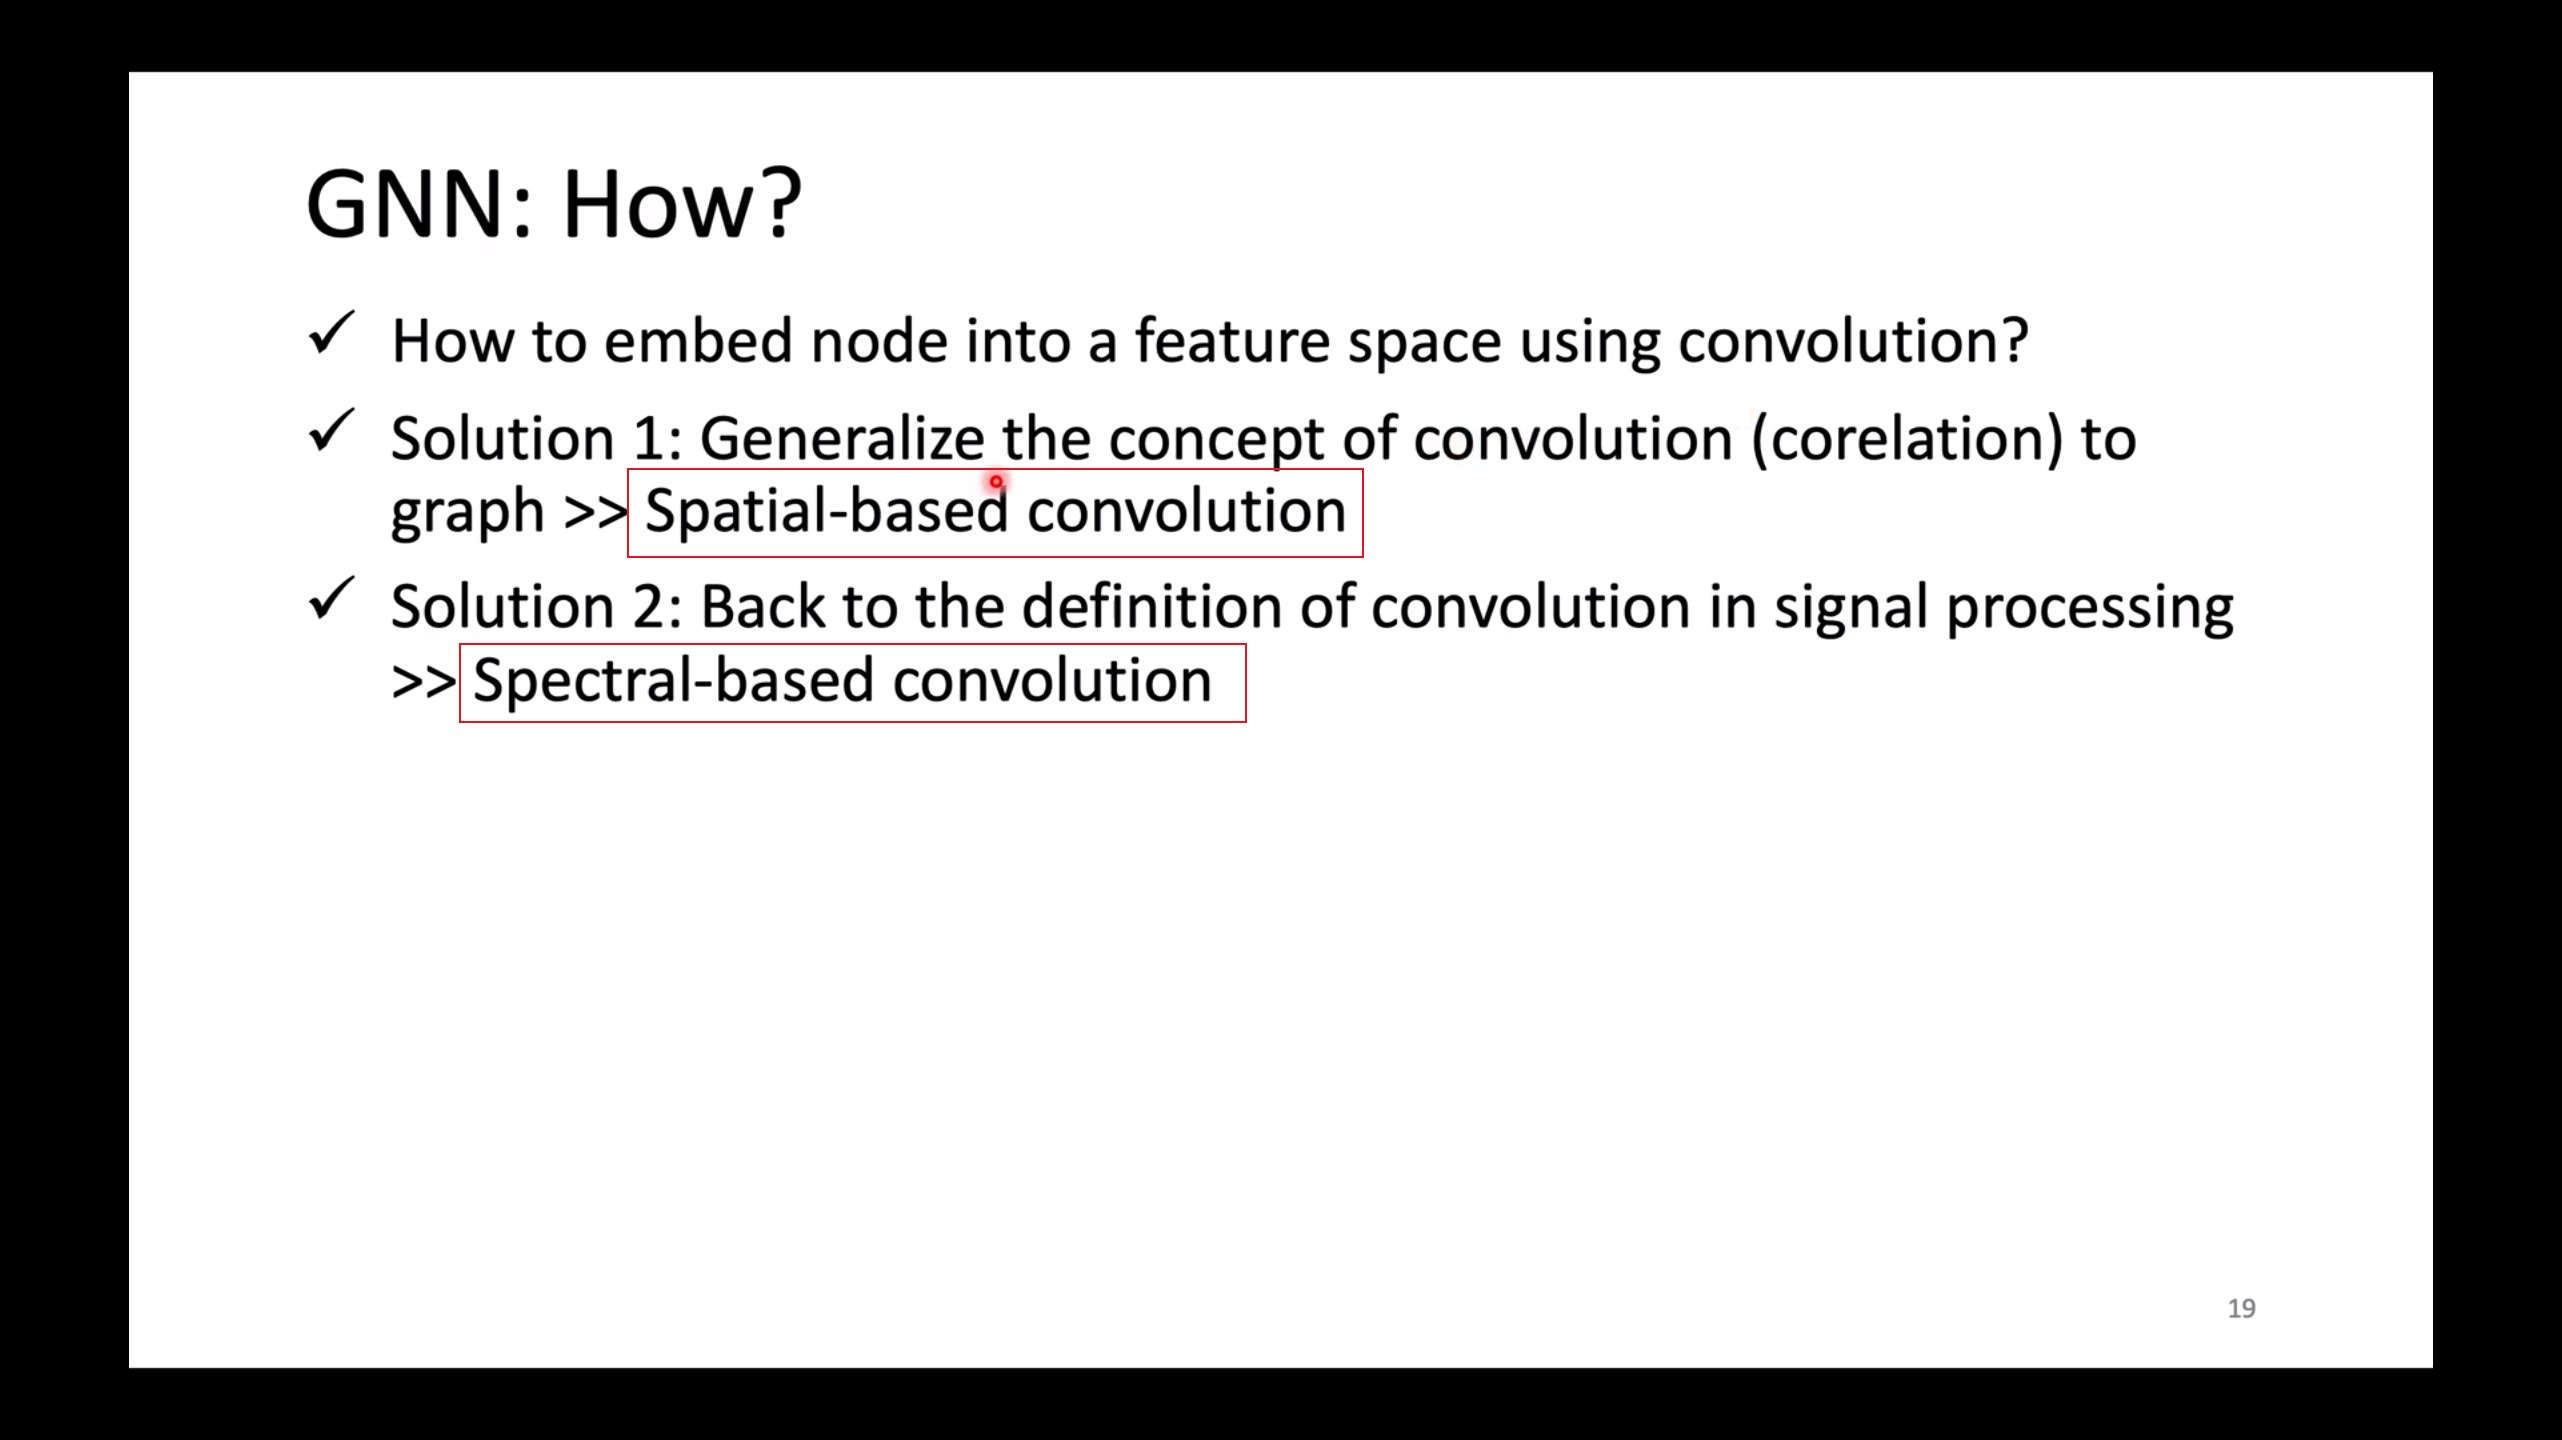 GNN: How?
✓ How to embed node into a feature space using convolution?
✓ Solution 1: Generalize the concept of convolution (corelation) to
graph >> Spatial-based convolution
✓ Solution 2: Back to the definition of convolution in signal processing
>> Spectral-based convolution
19